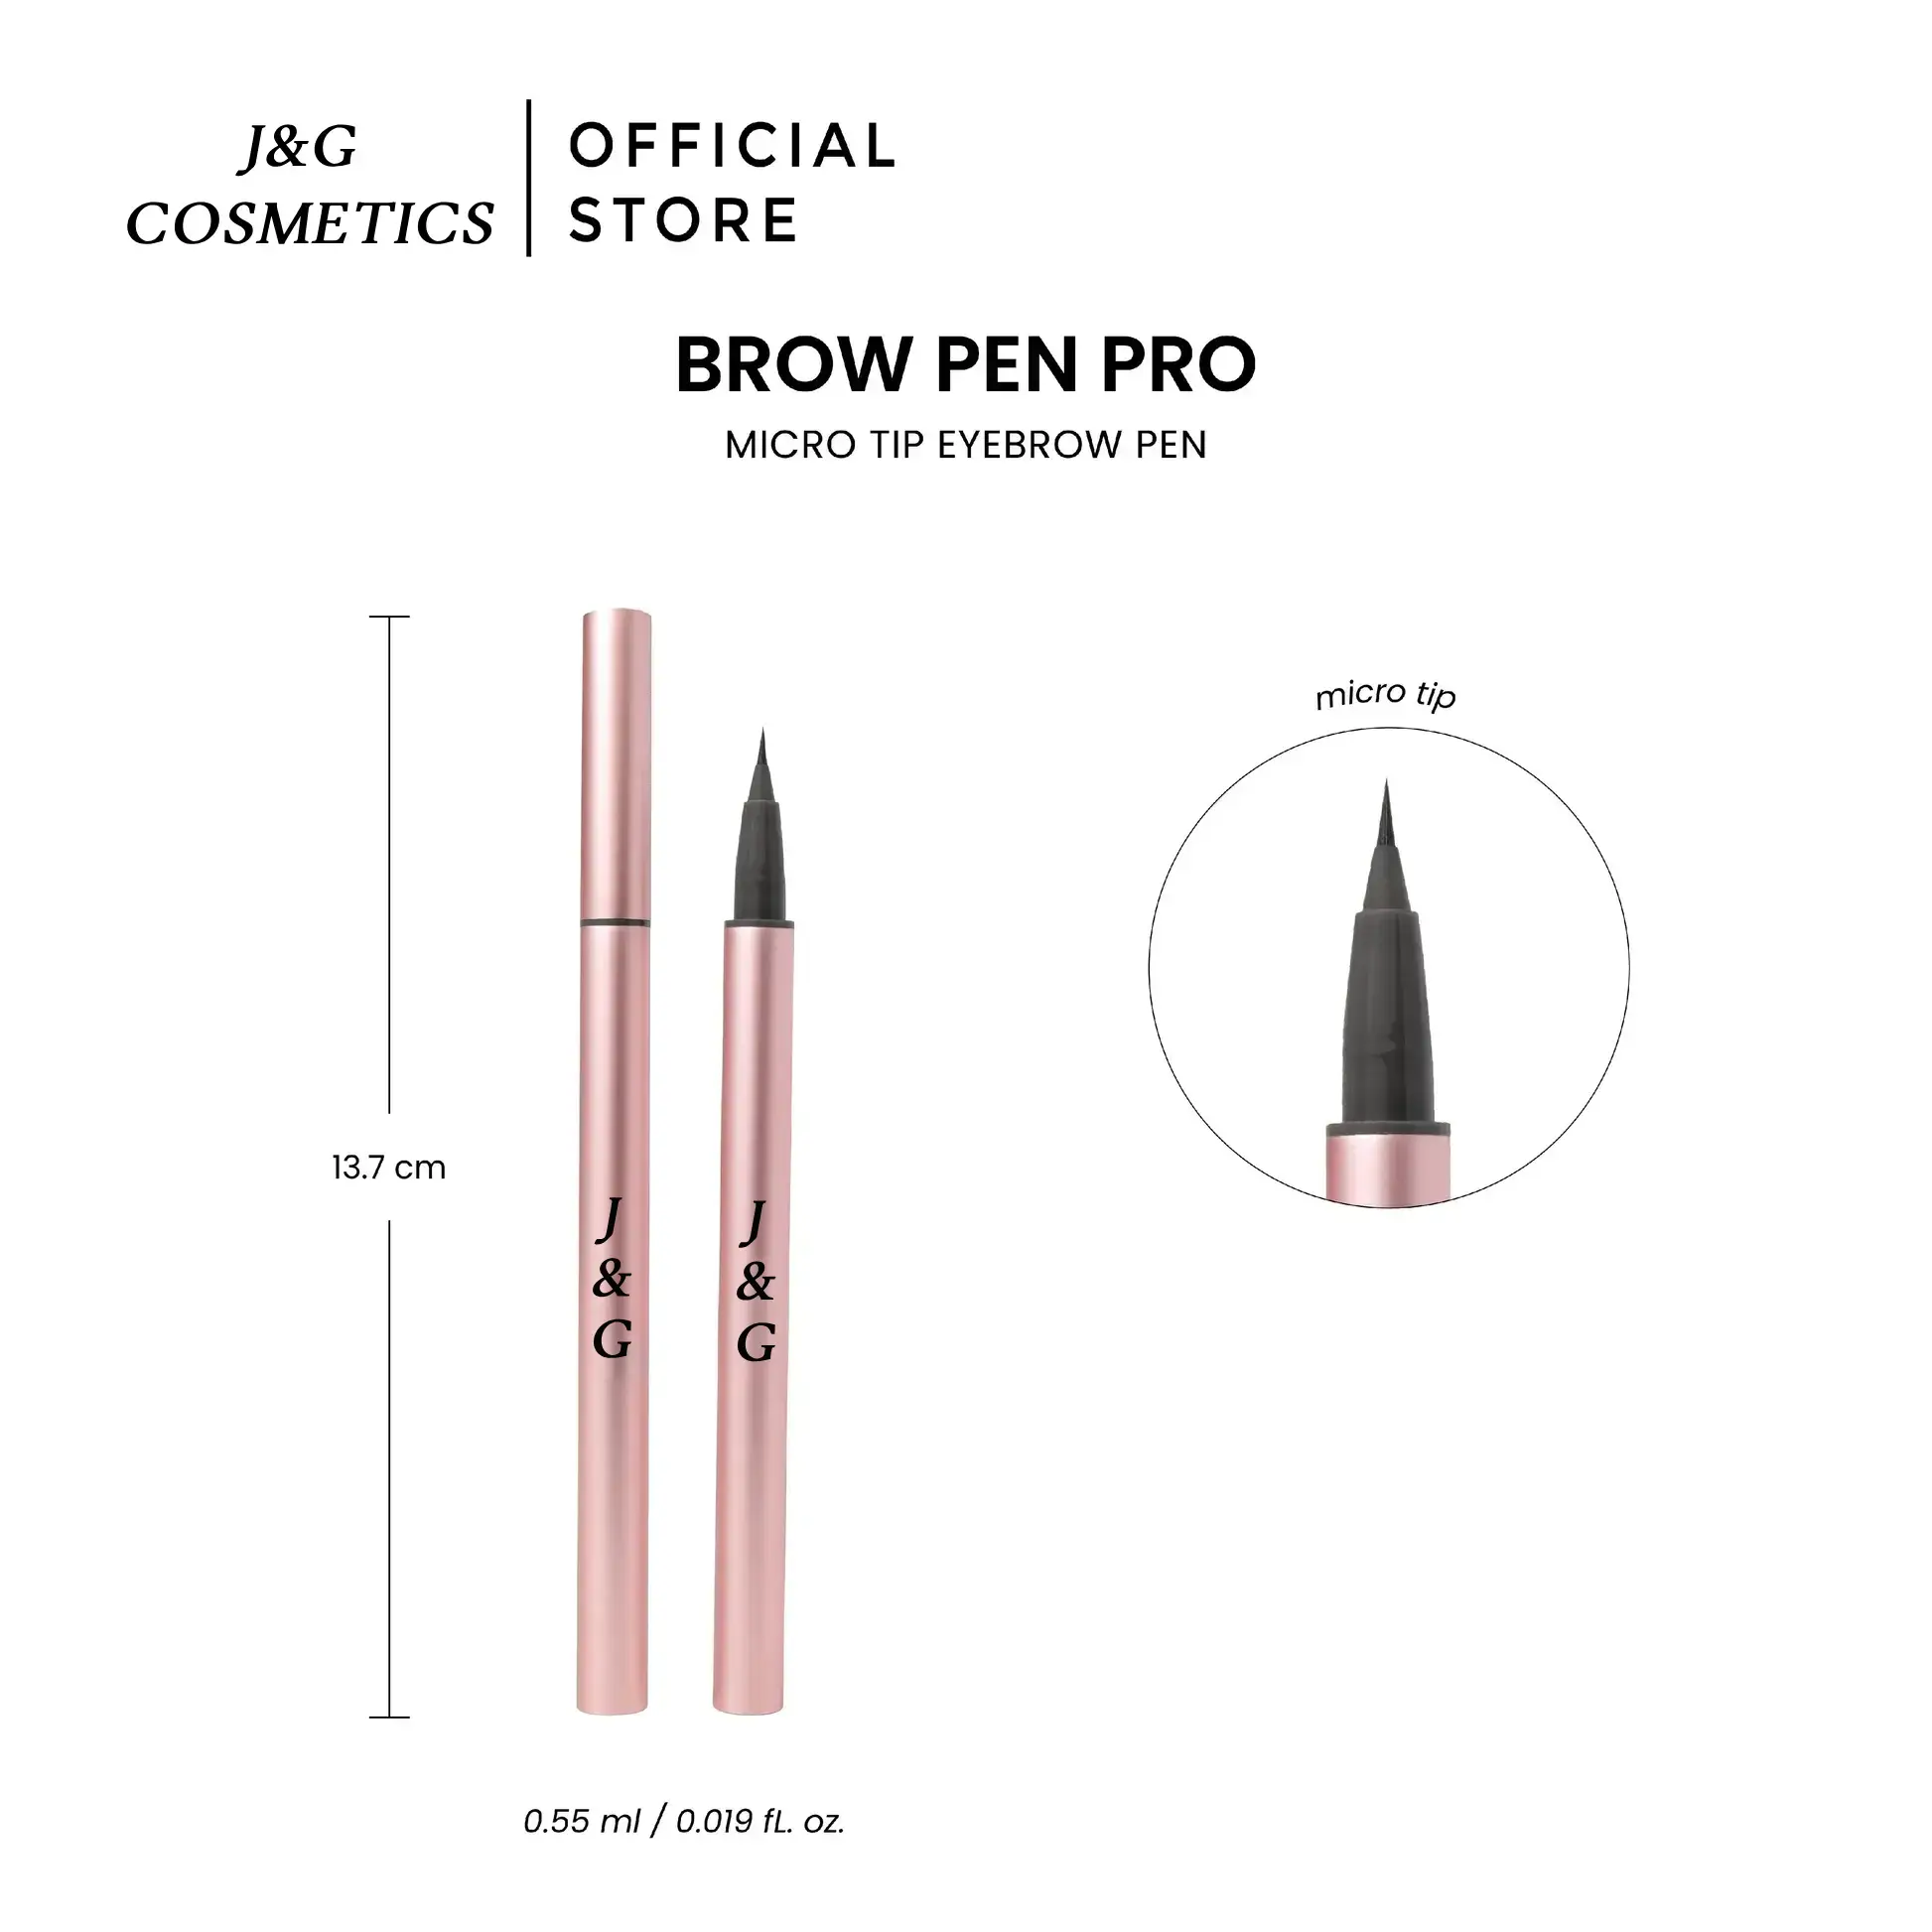 J&G
COSMETICS
OFFICIAL
STORE
BROW PEN PRO
MICRO TIP EYEBROW PEN
micro tip
13.7 cm
J
&
G
J
&
G
0.55 ml / 0.019 fL. oz.